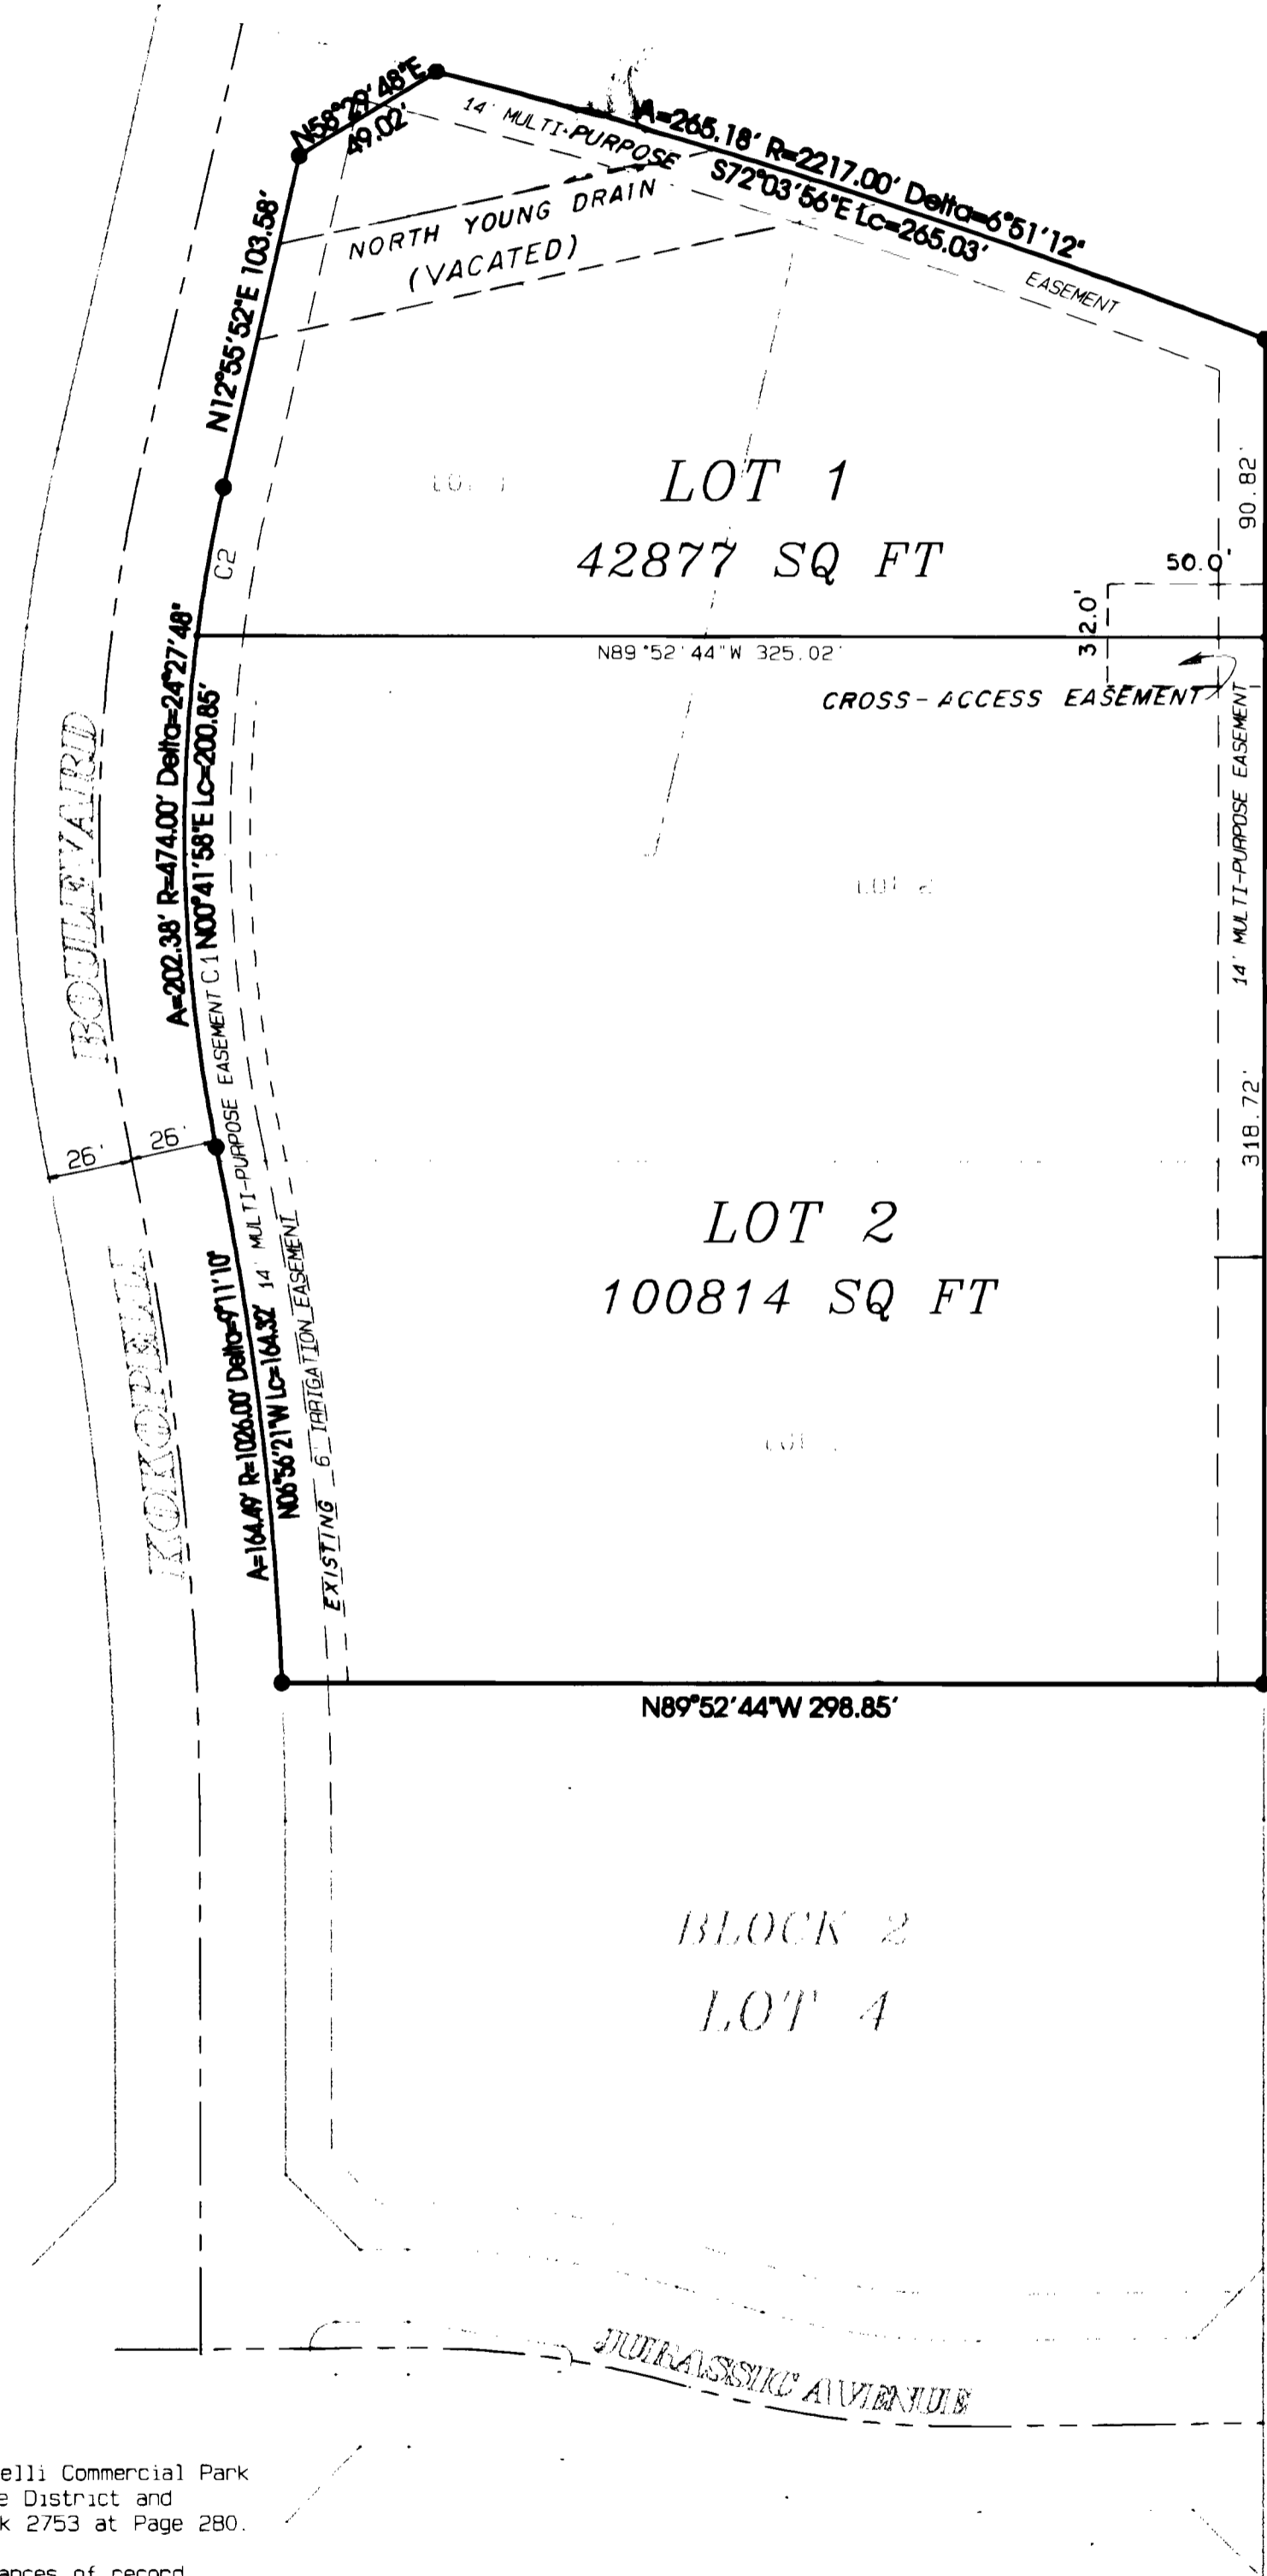 N58°29'48"E
49.02'
14' MULTI-PURPOSE
A=265.18' R=2217.00' Delta=6°51'12"
S72°03'56"E Lc=265.03'
EASEMENT
NORTH YOUNG DRAIN
(VACATED)
N12°55'52"E 103.58'
LOT 1
42877 SQ FT
90.82'
50.0'
32.0'
C2
N89°52'44"W 325.02'
CROSS-ACCESS EASEMENT
A=202.38' R=474.00' Delta=24°27'48"
C1 N00°41'58"E Lc=200.85'
14' MULTI-PURPOSE EASEMENT
BOULEVARD
LOT 2
26'
26'
14' MULTI-PURPOSE EASEMENT
318.72'
LOT 2
100814 SQ FT
A=164.49' R=1026.00' Delta=9°11'10"
N06°56'21"W Lc=164.32'
EXISTING 6' IRRIGATION EASEMENT
KOKOPELLI
N89°52'44"W 298.85'
BLOCK 2
LOT 4
JURASSIC AVENUE
elli Commercial Park
e District and
k 2753 at Page 280.
ances of record